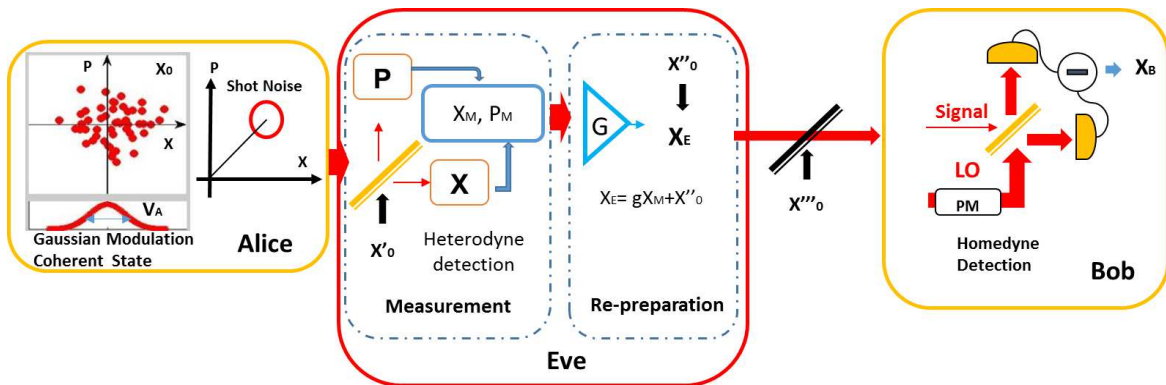 P
X₀
X
V_A
Gaussian Modulation
Coherent State
P
Shot Noise
X
Alice
P
X_M, P_M
X
X'₀
Heterodyne
detection
Measurement
G
X''₀
X_E
X_E= gX_M+X''₀
Re-preparation
Eve
X'''₀
Signal
LO
PM
X_B
Homedyne
Detection
Bob